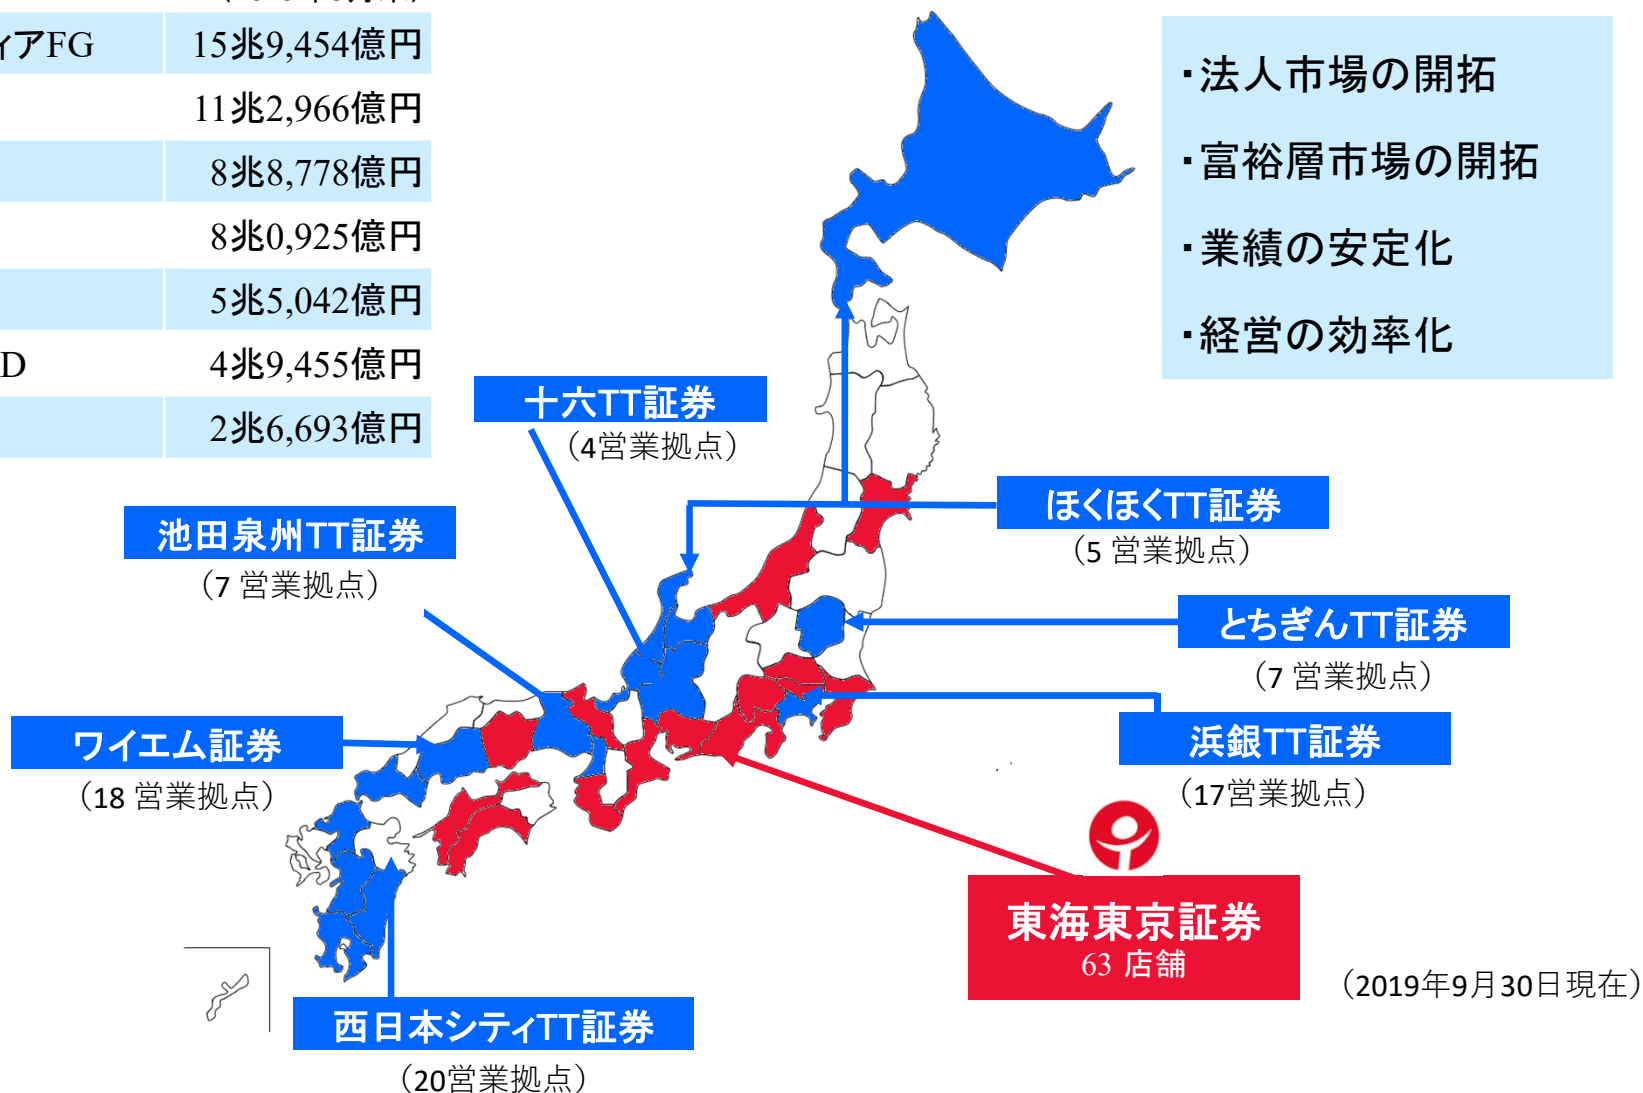 ィアFG 15兆9,454億円
11兆2,966億円
8兆8,778億円
8兆0,925億円
5兆5,042億円
D 4兆9,455億円
2兆6,693億円
・法人市場の開拓
・富裕層市場の開拓
・業績の安定化
・経営の効率化
十六TT証券
（4営業拠点）
ほくほくTT証券
（5 営業拠点）
池田泉州TT証券
（7 営業拠点）
とちぎんTT証券
（7 営業拠点）
ワイエム証券
（18 営業拠点）
浜銀TT証券
（17営業拠点）
東海東京証券
63 店舗
（2019年9月30日現在）
西日本シティTT証券
（20営業拠点）